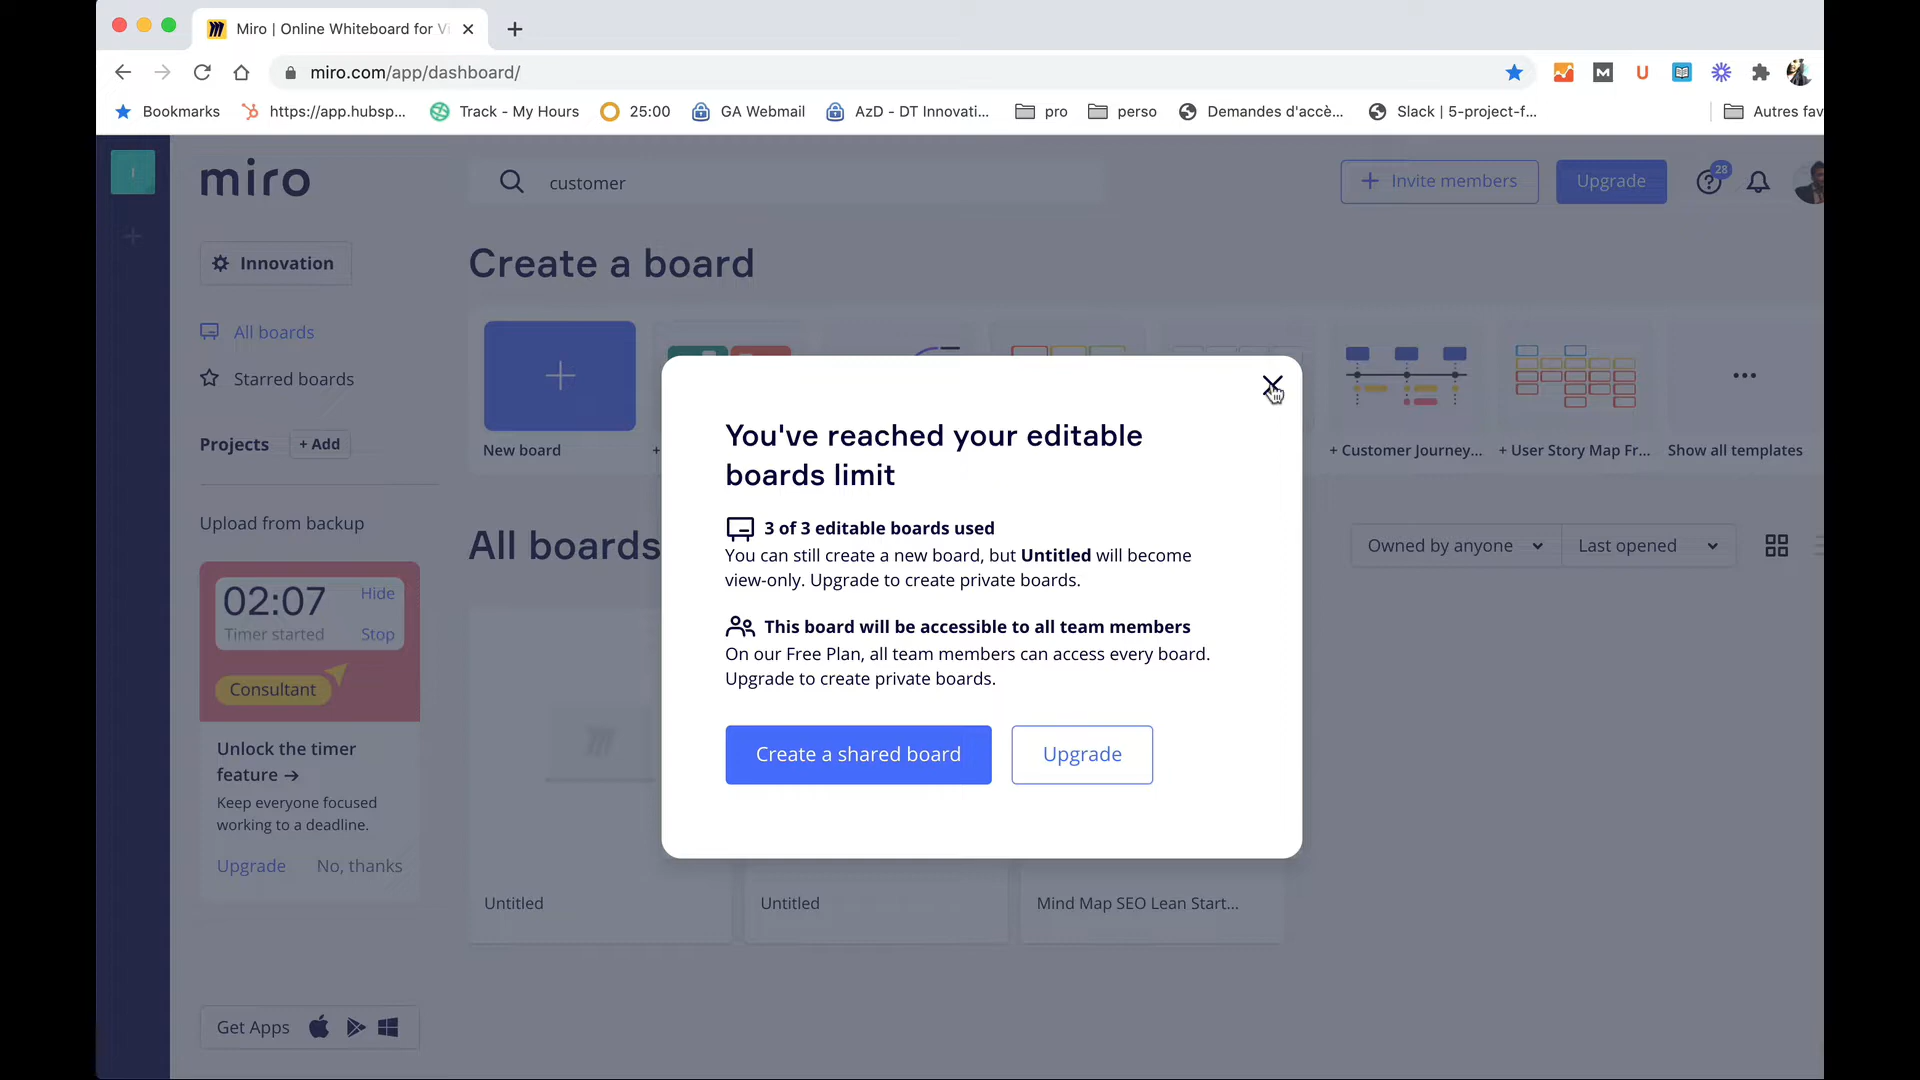 Miro | Online Whiteboard for Vi
miro.com/app/dashboard/
Bookmarks
https://app.hubsp...
Track - My Hours
25:00
GA Webmail
AzD - DT Innovati...
pro
perso
Demandes d'accè...
Slack | 5-project-f...
Autres fav
I
miro
customer
+ Invite members
Upgrade
28
Innovation
Create a board
All boards
Starred boards
New board
+
+ Customer Journey...
+ User Story Map Fr...
Show all templates
Projects
+ Add
Upload from backup
All boards
Owned by anyone
Last opened
02:07
Hide
Timer started
Stop
Consultant
Unlock the timer
feature →
Keep everyone focused
working to a deadline.
Upgrade
No, thanks
You've reached your editable
boards limit
3 of 3 editable boards used
You can still create a new board, but Untitled will become
view-only. Upgrade to create private boards.
This board will be accessible to all team members
On our Free Plan, all team members can access every board.
Upgrade to create private boards.
Create a shared board
Upgrade
Untitled
Untitled
Mind Map SEO Lean Start...
Get Apps